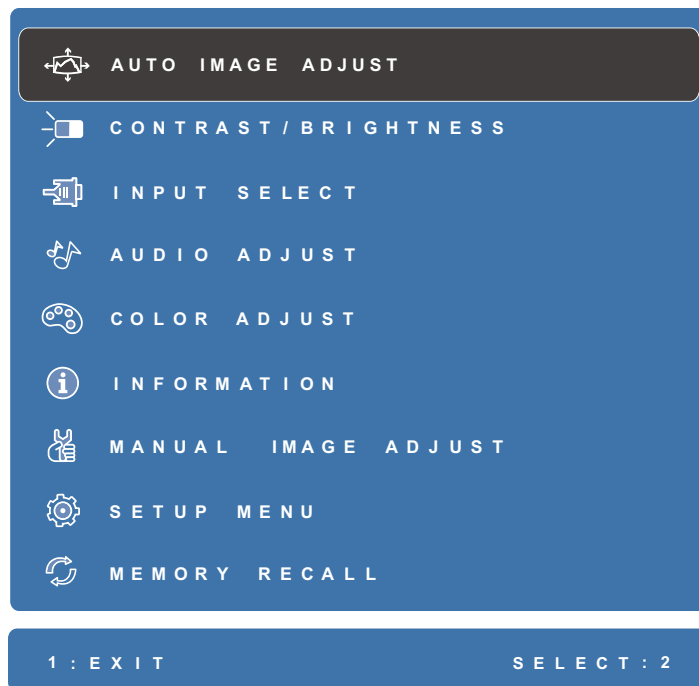 AUTO IMAGE ADJUST
CONTRAST/BRIGHTNESS
INPUT SELECT
AUDIO ADJUST
COLOR ADJUST
INFORMATION
MANUAL IMAGE ADJUST
SETUP MENU
MEMORY RECALL
1:EXIT SELECT:2